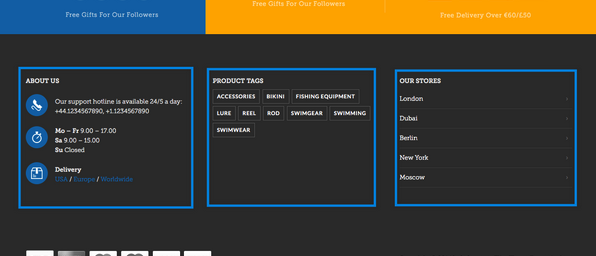 Free Gifts For Our Followers
Free Gifts For Our Followers
Free Delivery Over €60/£30
ABOUT US
Our support hotline is available 24/5 a day:
+44.1234567890, +1.1234567890
Mo – Fr 9.00 – 17.00
Sa 9.00 – 15.00
Su Closed
Delivery
USA / Europe / Worldwide
PRODUCT TAGS
ACCESSORIES BIKINI FISHING EQUIPMENT
LURE REEL ROD SWIMGEAR SWIMMING
SWIMWEAR
OUR STORES
London
Dubai
Berlin
New York
Moscow